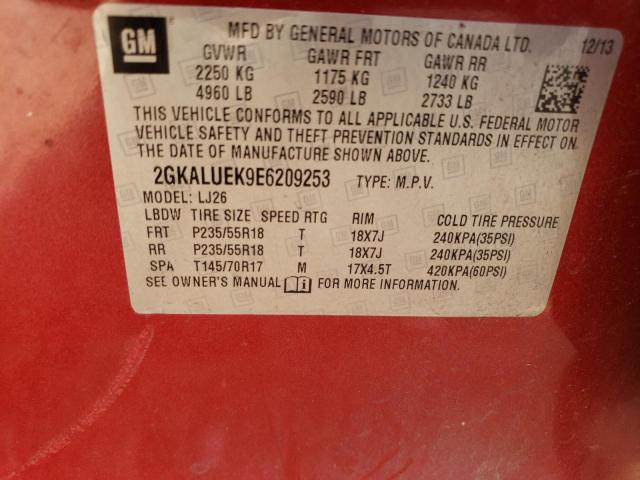 GM
MFD BY GENERAL MOTORS OF CANADA LTD. 12/13
GVWR GAWR FRT GAWR RR
2250 KG 1175 KG 1240 KG
4960 LB 2590 LB 2733 LB
THIS VEHICLE CONFORMS TO ALL APPLICABLE U.S. FEDERAL MOTOR
VEHICLE SAFETY AND THEFT PREVENTION STANDARDS IN EFFECT ON
THE DATE OF MANUFACTURE SHOWN ABOVE.
2GKALUEK9E6209253 TYPE: M.P.V.
MODEL: LJ26
LBDW TIRE SIZE SPEED RTG RIM COLD TIRE PRESSURE
FRT P235/55R18 T 18X7J 240KPA(35PSI)
RR P235/55R18 T 18X7J 240KPA(35PSI)
SPA T145/70R17 M 17X4.5T 420KPA(60PSI)
SEE OWNER'S MANUAL FOR MORE INFORMATION.